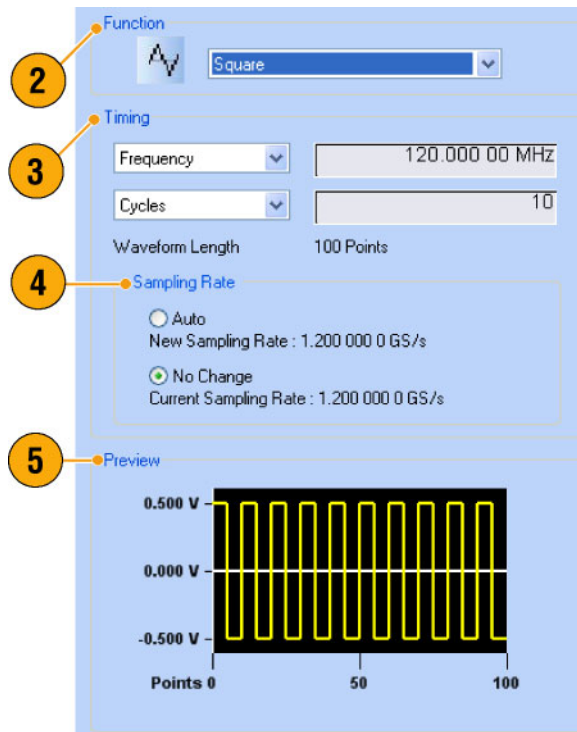 Function
2
Square
Timing
3
Frequency
120.000 00 MHz
Cycles
10
Waveform Length 100 Points
4
Sampling Rate
Auto
New Sampling Rate : 1.200 000 0 GS/s
No Change
Current Sampling Rate : 1.200 000 0 GS/s
5
Preview
0.500 V
0.000 V
-0.500 V
Points 0 50 100